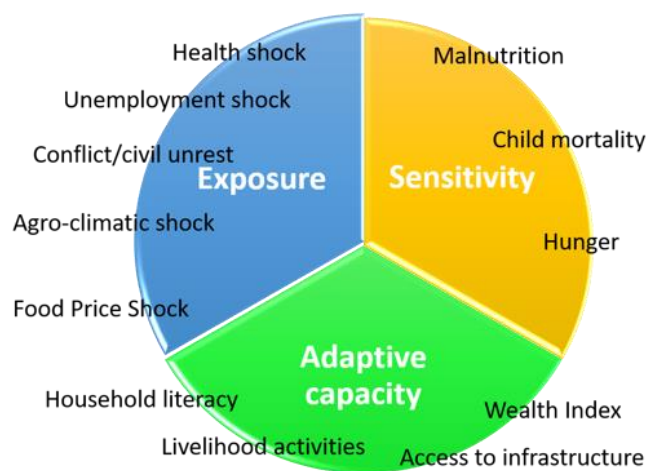 Health shock
Unemployment shock
Conflict/civil unrest
Exposure
Agro-climatic shock
Food Price Shock
Malnutrition
Child mortality
Sensitivity
Hunger
Adaptive
capacity
Household literacy
Livelihood activities
Wealth Index
Access to infrastructure